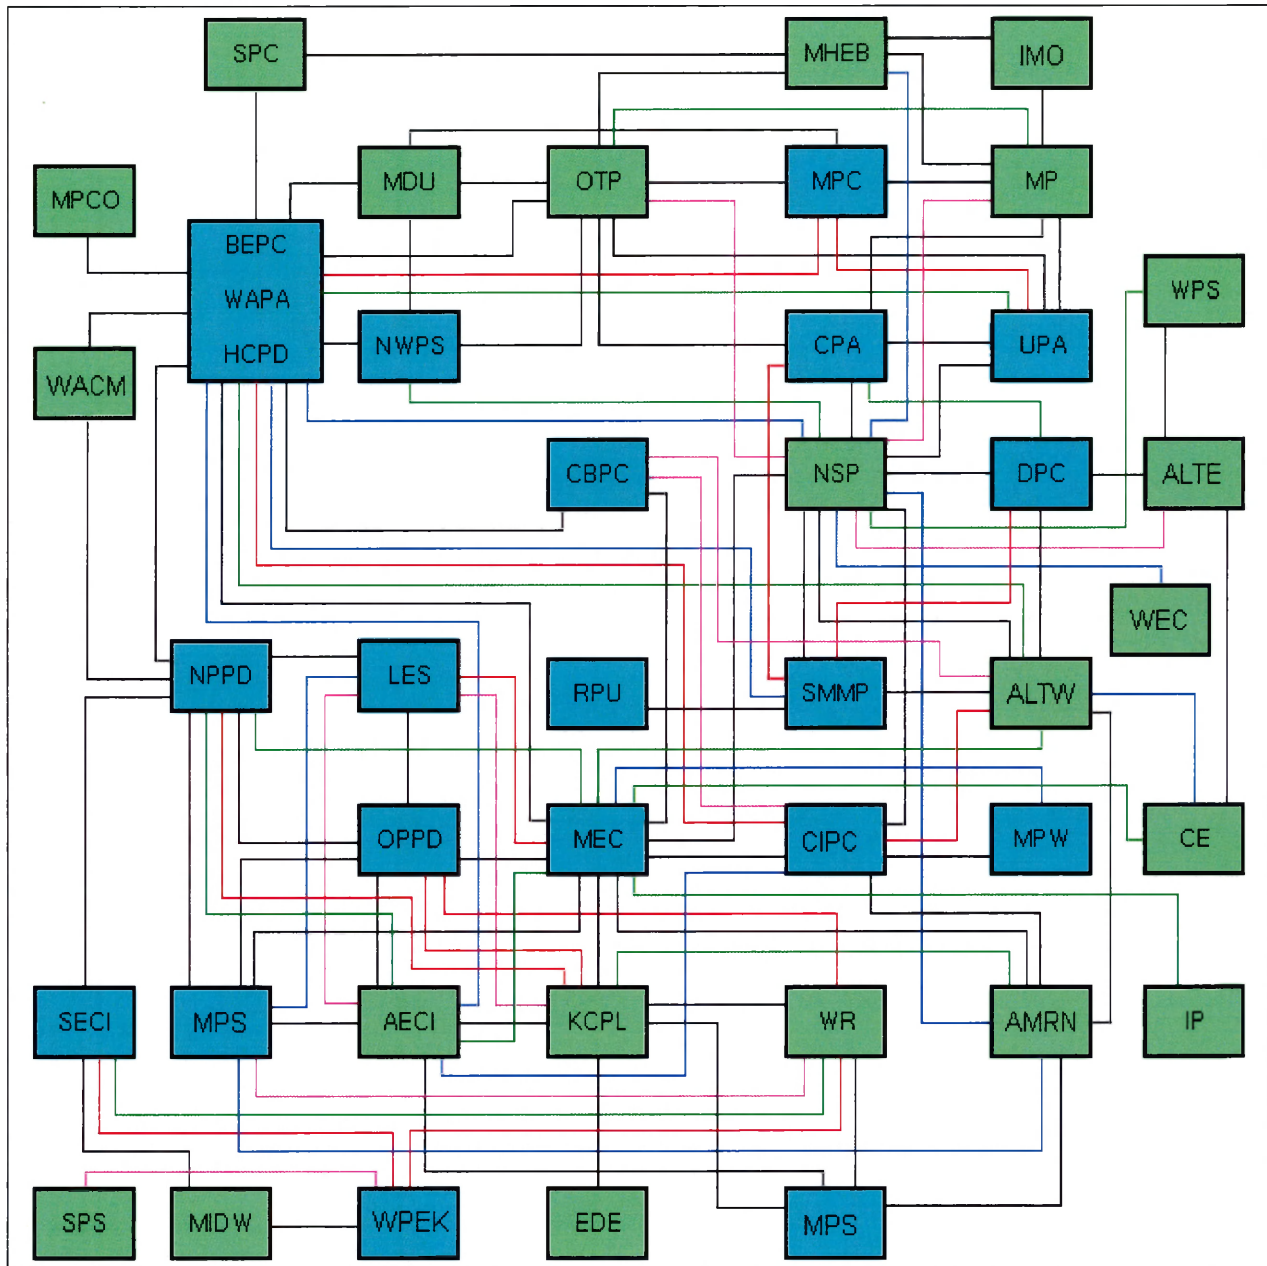 SPC
MHEB
IMO
MPCO
MDU
OTP
MPC
MP
BEPC
WAPA
HCPD
WPS
WACM
NWPS
CPA
UPA
CBPC
NSP
DPC
ALTE
WEC
NPPD
LES
RPU
SMMP
ALTW
OPPD
MEC
CIPC
MPW
CE
SECI
MPS
AECI
KCPL
WR
AMRN
IP
SPS
MIDW
WPEK
EDE
MPS